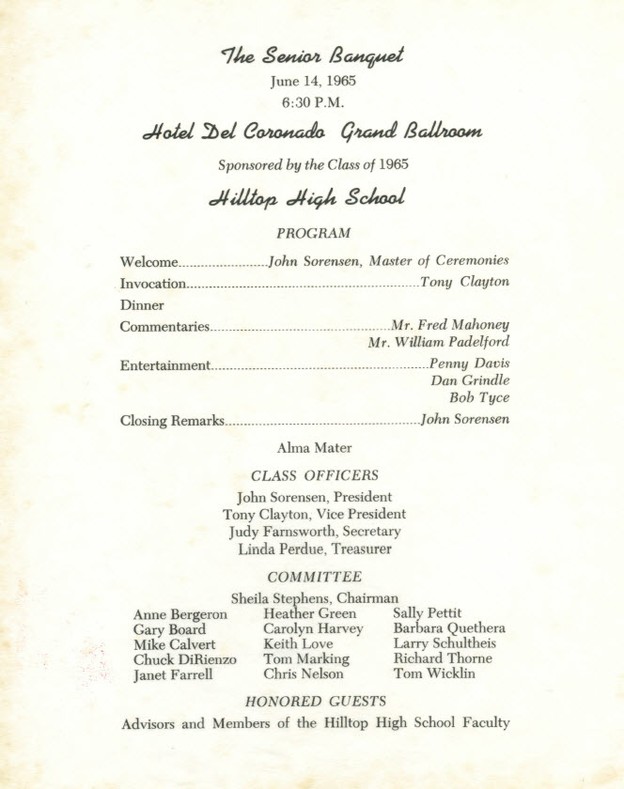 The Senior Banquet
June 14, 1965
6:30 P.M.
Hotel Del Coronado Grand Ballroom
Sponsored by the Class of 1965
Hilltop High School
PROGRAM
Welcome........................John Sorensen, Master of Ceremonies
Invocation................................................................Tony Clayton
Dinner
Commentaries..................................................Mr. Fred Mahoney
Mr. William Padelford
Entertainment............................................................Penny Davis
Dan Grindle
Bob Tyce
Closing Remarks......................................................John Sorensen
Alma Mater
CLASS OFFICERS
John Sorensen, President
Tony Clayton, Vice President
Judy Farnsworth, Secretary
Linda Perdue, Treasurer
COMMITTEE
Sheila Stephens, Chairman
Anne Bergeron Heather Green Sally Pettit
Gary Board Carolyn Harvey Barbara Quethera
Mike Calvert Keith Love Larry Schultheis
Chuck DiRienzo Tom Marking Richard Thorne
Janet Farrell Chris Nelson Tom Wicklin
HONORED GUESTS
Advisors and Members of the Hilltop High School Faculty